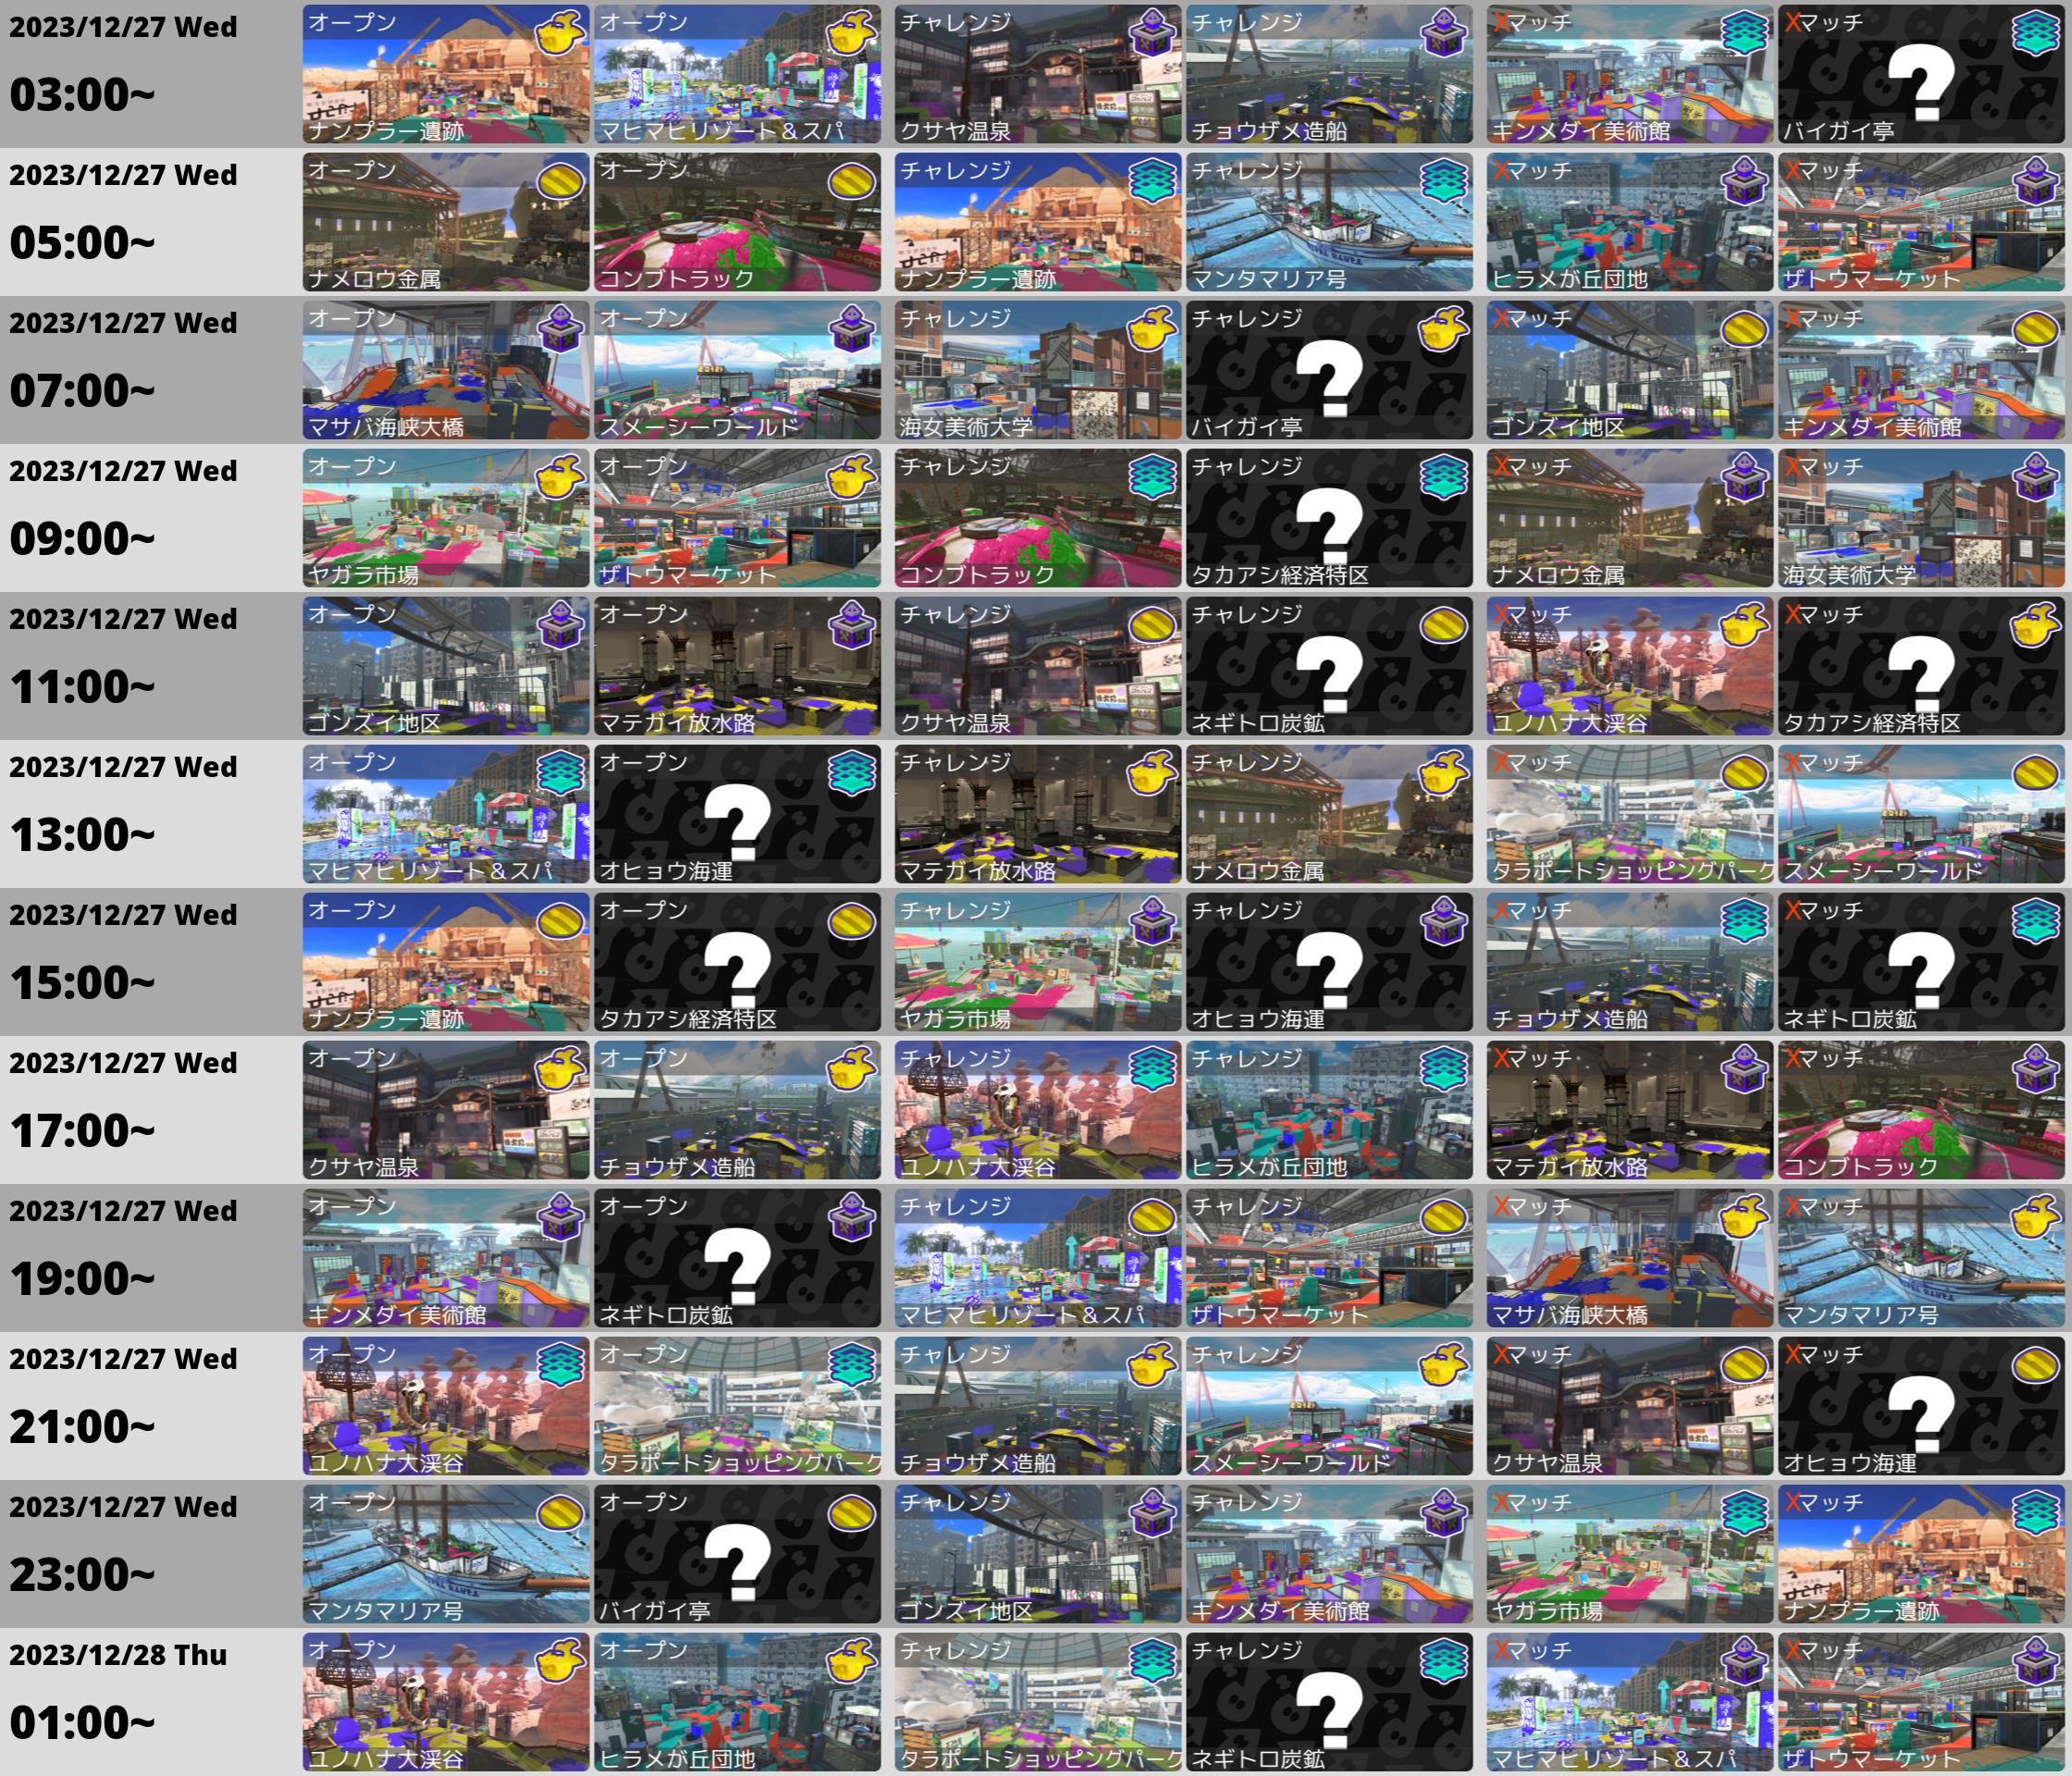 2023/12/27 Wed
03:00~
オープン
ナンプラー遺跡
オープン
マヒマヒリゾート&スパ
チャレンジ
クサヤ温泉
チャレンジ
チョウザメ造船
Xマッチ
キンメダイ美術館
Xマッチ
バイガイ亭
2023/12/27 Wed
05:00~
オープン
ナメロウ金属
オープン
コンブトラック
チャレンジ
ナンプラー遺跡
チャレンジ
マンタマリア号
Xマッチ
ヒラメが丘団地
Xマッチ
ザトウマーケット
2023/12/27 Wed
07:00~
オープン
マサバ海峡大橋
オープン
スメーシーワールド
チャレンジ
海女美術大学
チャレンジ
バイガイ亭
Xマッチ
ゴンズイ地区
Xマッチ
キンメダイ美術館
2023/12/27 Wed
09:00~
オープン
ヤガラ市場
オープン
ザトウマーケット
チャレンジ
コンブトラック
チャレンジ
タカアシ経済特区
Xマッチ
ナメロウ金属
Xマッチ
海女美術大学
2023/12/27 Wed
11:00~
オープン
ゴンズイ地区
オープン
マテガイ放水路
チャレンジ
クサヤ温泉
チャレンジ
ネギトロ炭鉱
Xマッチ
ユノハナ大渓谷
Xマッチ
タカアシ経済特区
2023/12/27 Wed
13:00~
オープン
マヒマヒリゾート&スパ
オープン
オヒョウ海運
チャレンジ
マテガイ放水路
チャレンジ
ナメロウ金属
Xマッチ
タラポートショッピングパーク
Xマッチ
スメーシーワールド
2023/12/27 Wed
15:00~
オープン
ナンプラー遺跡
オープン
タカアシ経済特区
チャレンジ
ヤガラ市場
チャレンジ
オヒョウ海運
Xマッチ
チョウザメ造船
Xマッチ
ネギトロ炭鉱
2023/12/27 Wed
17:00~
オープン
クサヤ温泉
オープン
チョウザメ造船
チャレンジ
ユノハナ大渓谷
チャレンジ
ヒラメが丘団地
Xマッチ
マテガイ放水路
Xマッチ
コンブトラック
2023/12/27 Wed
19:00~
オープン
キンメダイ美術館
オープン
ネギトロ炭鉱
チャレンジ
マヒマヒリゾート&スパ
チャレンジ
ザトウマーケット
Xマッチ
マサバ海峡大橋
Xマッチ
マンタマリア号
2023/12/27 Wed
21:00~
オープン
ユノハナ大渓谷
オープン
タラポートショッピングパーク
チャレンジ
チョウザメ造船
チャレンジ
スメーシーワールド
Xマッチ
クサヤ温泉
Xマッチ
オヒョウ海運
2023/12/27 Wed
23:00~
オープン
マンタマリア号
オープン
バイガイ亭
チャレンジ
ゴンズイ地区
チャレンジ
キンメダイ美術館
Xマッチ
ヤガラ市場
Xマッチ
ナンプラー遺跡
2023/12/28 Thu
01:00~
オープン
ユノハナ大渓谷
オープン
ヒラメが丘団地
チャレンジ
タラポートショッピングパーク
チャレンジ
ネギトロ炭鉱
Xマッチ
マヒマヒリゾート&スパ
Xマッチ
ザトウマーケット